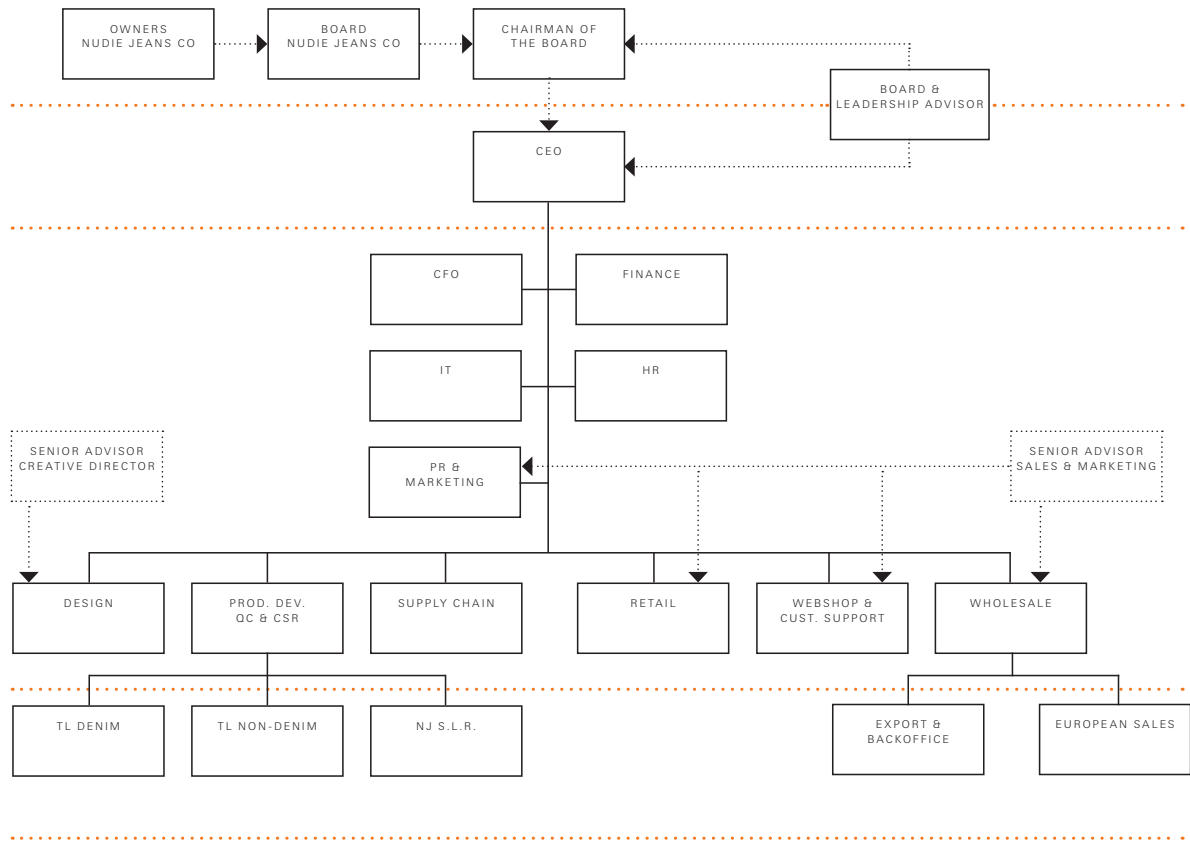 OWNERS
NUDIE JEANS CO
BOARD
NUDIE JEANS CO
CHAIRMAN OF
THE BOARD
BOARD &
LEADERSHIP ADVISOR
CEO
CFO
FINANCE
IT
HR
SENIOR ADVISOR
CREATIVE DIRECTOR
PR &
MARKETING
SENIOR ADVISOR
SALES & MARKETING
DESIGN
PROD. DEV.
QC & CSR
SUPPLY CHAIN
RETAIL
WEBSHOP &
CUST. SUPPORT
WHOLESALE
TL DENIM
TL NON-DENIM
NJ S.L.R.
EXPORT &
BACKOFFICE
EUROPEAN SALES